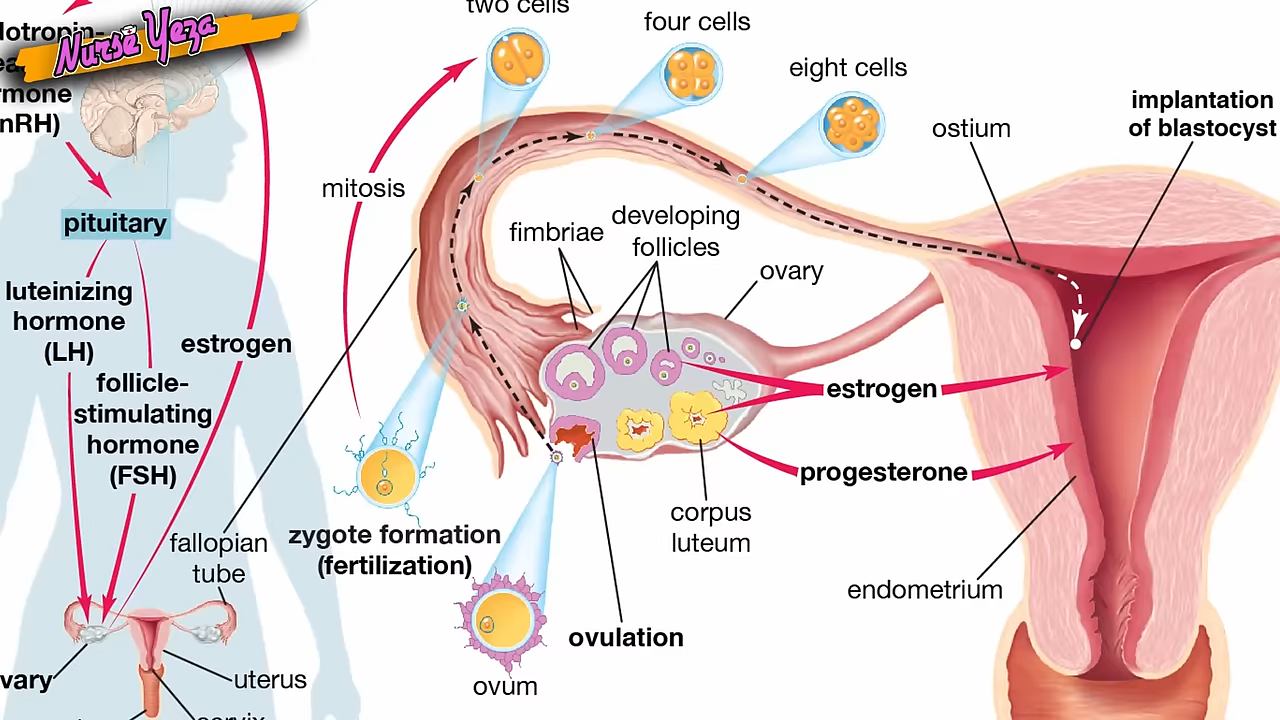 two cells
four cells
eight cells
Nurse Yeza
implantation
of blastocyst
ostium
nRH)
mitosis
pituitary
developing
follicles
fimbriae
ovary
luteinizing
hormone
(LH)
estrogen
follicle-
stimulating
hormone
(FSH)
estrogen
progesterone
corpus
luteum
zygote formation
(fertilization)
fallopian
tube
endometrium
ovulation
ovum
vary
uterus